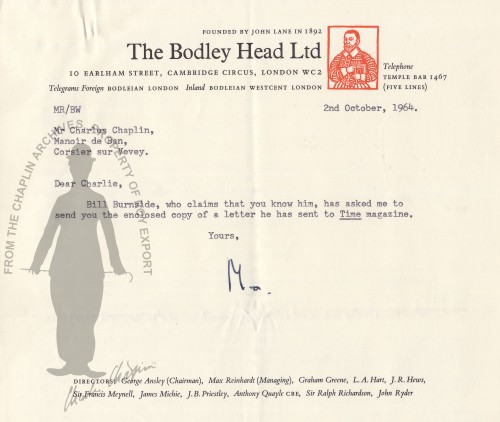 FOUNDED BY JOHN LANE IN 1892
The Bodley Head Ltd
10 EARLHAM STREET, CAMBRIDGE CIRCUS, LONDON WC2
Telegrams Foreign BODLEIAN LONDON Inland BODLEIAN WESTCENT LONDON
Telephone
TEMPLE BAR 1467
(FIVE LINES)
MR/BW
2nd October, 1964.
Mr Charles Chaplin,
Manoir de Ban,
Corsier sur Vevey.
Dear Charlie,
Bill Burnside, who claims that you know him, has asked me to
send you the enclosed copy of a letter he has sent to Time magazine.
Yours,
DIRECTORS: George Ansley (Chairman), Max Reinhardt (Managing), Graham Greene, L. A. Hart, J. R. Hews,
Sir Francis Meynell, James Michie, J. B. Priestley, Anthony Quayle CBE, Sir Ralph Richardson, John Ryder
FROM THE CHAPLIN ARCHIVES, PROPERTY OF ROY EXPORT
Charlie Chaplin